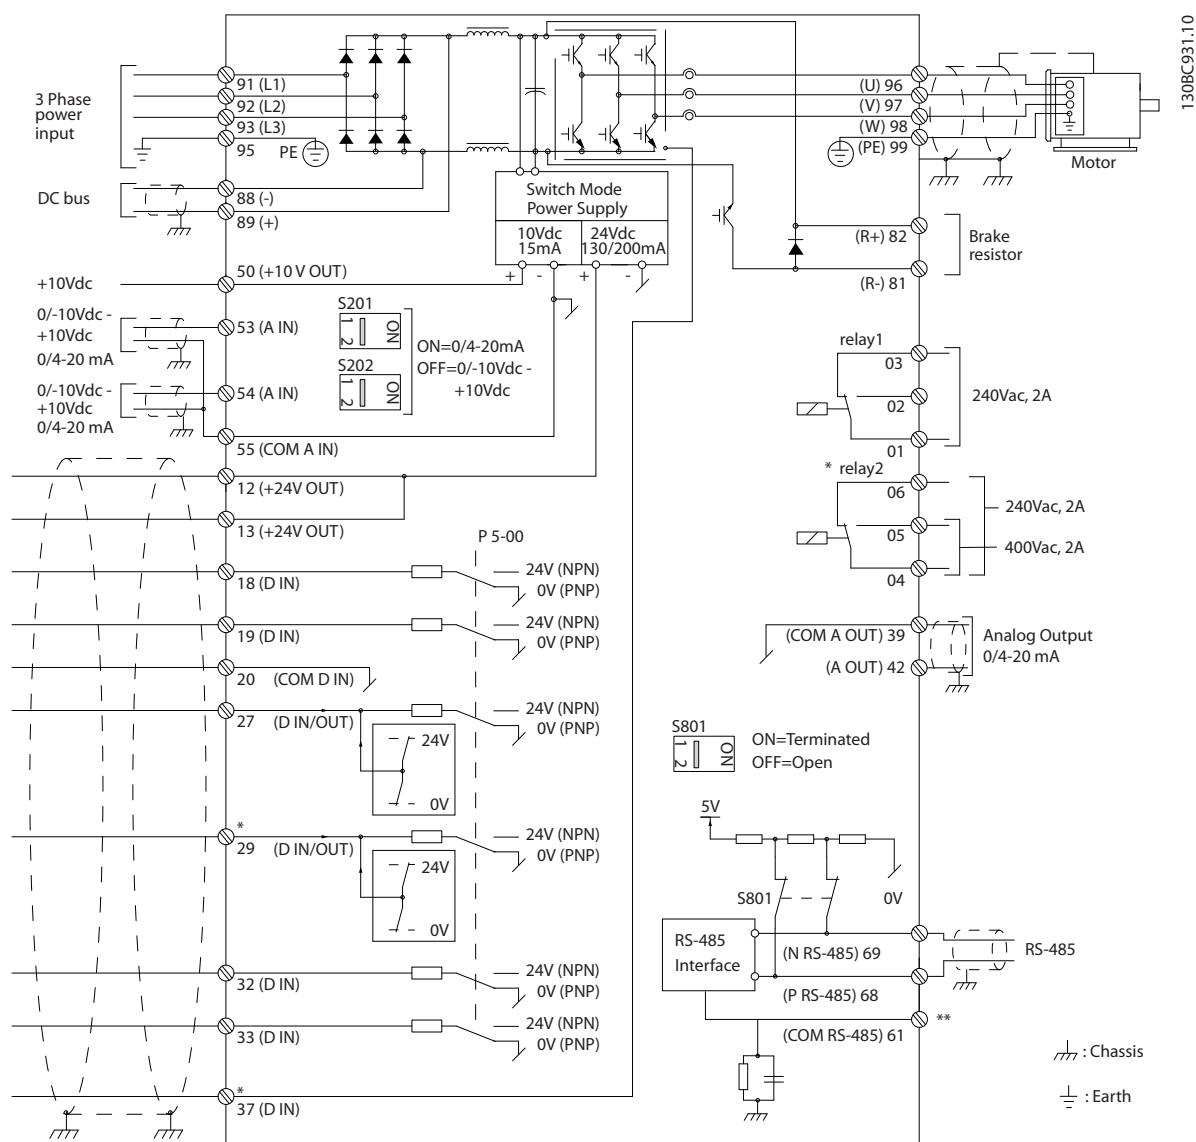 130BC931.10
3 Phase
power
input
91 (L1)
92 (L2)
93 (L3)
95
PE
DC bus
88 (-)
89 (+)
Switch Mode
Power Supply
10Vdc
15mA
24Vdc
130/200mA
+
-
+
-
(U) 96
(V) 97
(W) 98
(PE) 99
Motor
(R+) 82
Brake
resistor
(R-) 81
+10Vdc
50 (+10 V OUT)
0/-10Vdc -
+10Vdc
0/4-20 mA
53 (A IN)
S201
1 2
ON
S202
1 2
ON
ON=0/4-20mA
OFF=0/-10Vdc -
+10Vdc
0/-10Vdc -
+10Vdc
0/4-20 mA
54 (A IN)
55 (COM A IN)
12 (+24V OUT)
13 (+24V OUT)
relay1
03
02
01
240Vac, 2A
* relay2
06
05
04
240Vac, 2A
400Vac, 2A
P 5-00
18 (D IN)
24V (NPN)
0V (PNP)
19 (D IN)
24V (NPN)
0V (PNP)
20 (COM D IN)
27 (D IN/OUT)
24V (NPN)
0V (PNP)
24V
0V
*
29 (D IN/OUT)
24V (NPN)
0V (PNP)
24V
0V
32 (D IN)
24V (NPN)
0V (PNP)
33 (D IN)
24V (NPN)
0V (PNP)
*
37 (D IN)
(COM A OUT) 39
(A OUT) 42
Analog Output
0/4-20 mA
S801
1 2
ON
ON=Terminated
OFF=Open
5V
S801
0V
RS-485
Interface
(N RS-485) 69
(P RS-485) 68
(COM RS-485) 61
RS-485
**
: Chassis
: Earth